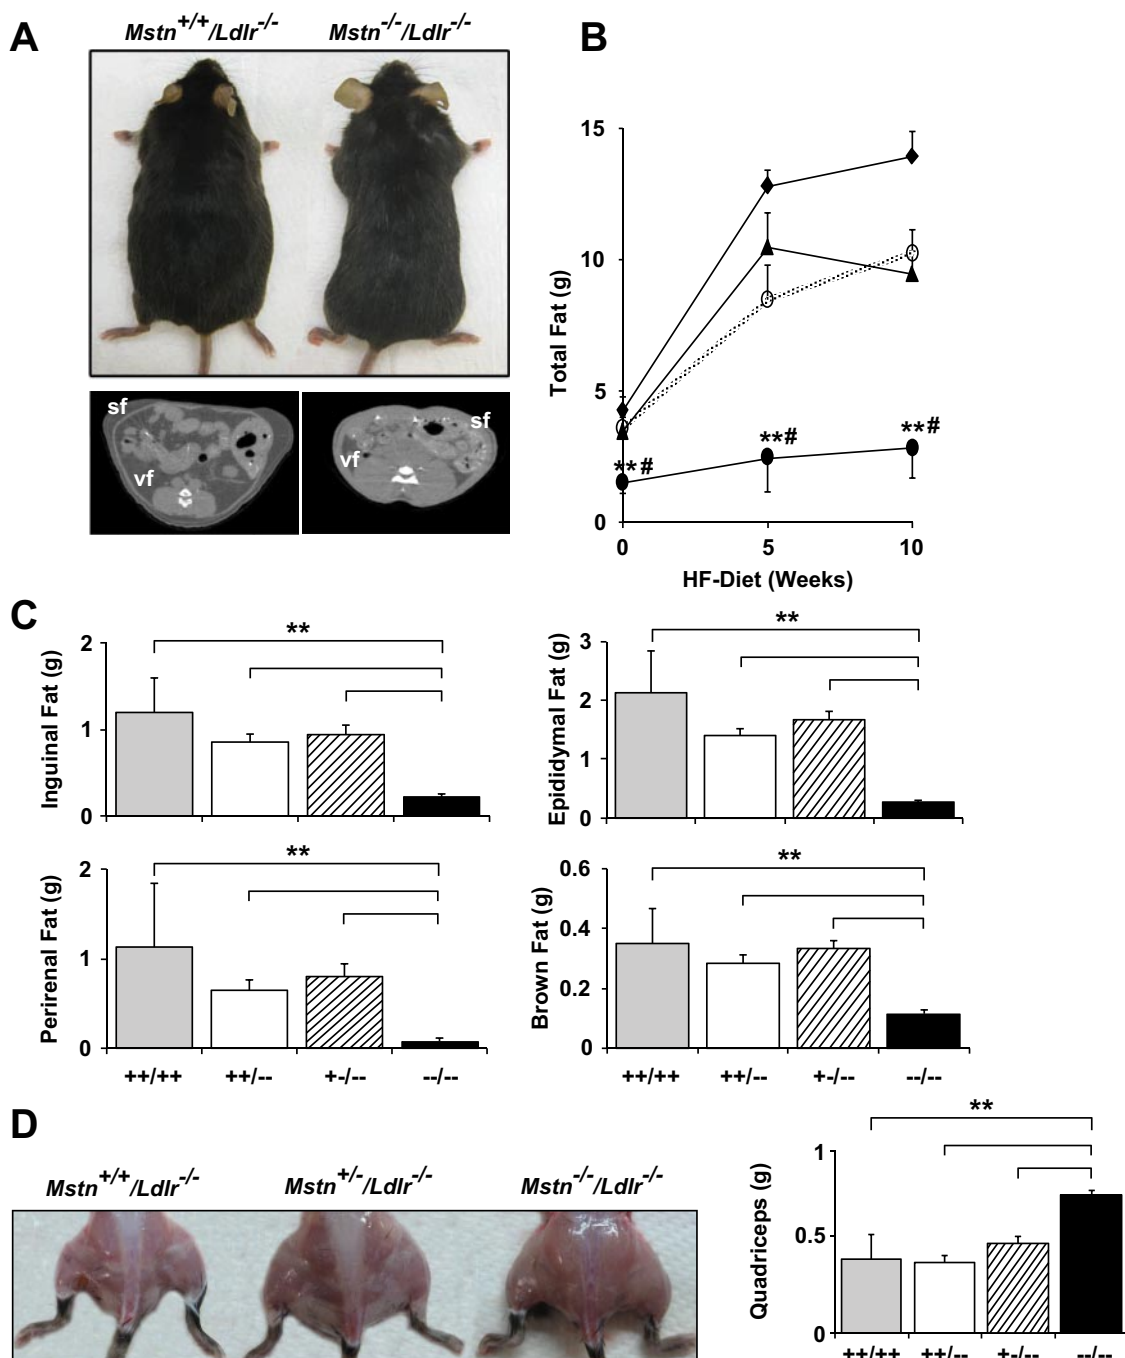 A
Mstn+/+/Ldlr-/-
Mstn-/-/Ldlr-/-
sf
vf
sf
vf
B
15
10
5
0
Total Fat (g)
**#
**#
**#
0
5
10
HF-Diet (Weeks)
C
Inguinal Fat (g)
2
1
0
**
Epididymal Fat (g)
3
2
1
0
**
Perirenal Fat (g)
2
1
0
**
++/++
++/--
+-/--
--/--
Brown Fat (g)
0.6
0.4
0.2
0
**
++/++
++/--
+-/--
--/--
D
Mstn+/+/Ldlr-/-
Mstn+/-/Ldlr-/-
Mstn-/-/Ldlr-/-
Quadriceps (g)
1
0.5
0
**
++/++
++/--
+-/--
--/--